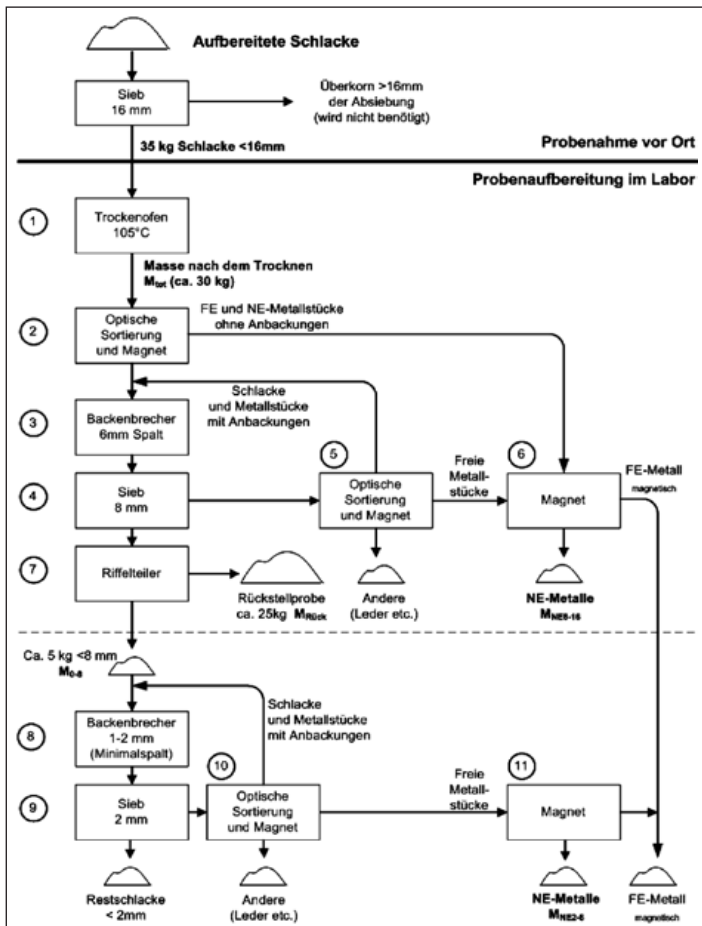 Aufbereitete Schlacke
Sieb
16 mm
Überkorn >16mm
der Absiebung
(wird nicht benötigt)
35 kg Schlacke <16mm
Probenahme vor Ort
Probenaufbereitung im Labor
1
Trockenofen
105°C
Masse nach dem Trocknen
Mtot (ca. 30 kg)
2
Optische
Sortierung
und Magnet
FE und NE-Metallstücke
ohne Anbackungen
Schlacke
und Metallstücke
mit Anbackungen
3
Backenbrecher
6mm Spalt
5
6
4
Sieb
8 mm
Optische
Sortierung
und Magnet
Freie
Metall-
stücke
Magnet
FE-Metall
magnetisch
7
Riffelteiler
Rückstellprobe
ca. 25kg MRück
Andere
(Leder etc.)
NE-Metalle
MNE8-16
Ca. 5 kg <8 mm
M0-8
Schlacke
und Metallstücke
mit Anbackungen
8
Backenbrecher
1-2 mm
(Minimalspalt)
10
11
9
Sieb
2 mm
Optische
Sortierung
und Magnet
Freie
Metall-
stücke
Magnet
Restschlacke
< 2mm
Andere
(Leder etc.)
NE-Metalle
MNE2-8
FE-Metall
magnetisch